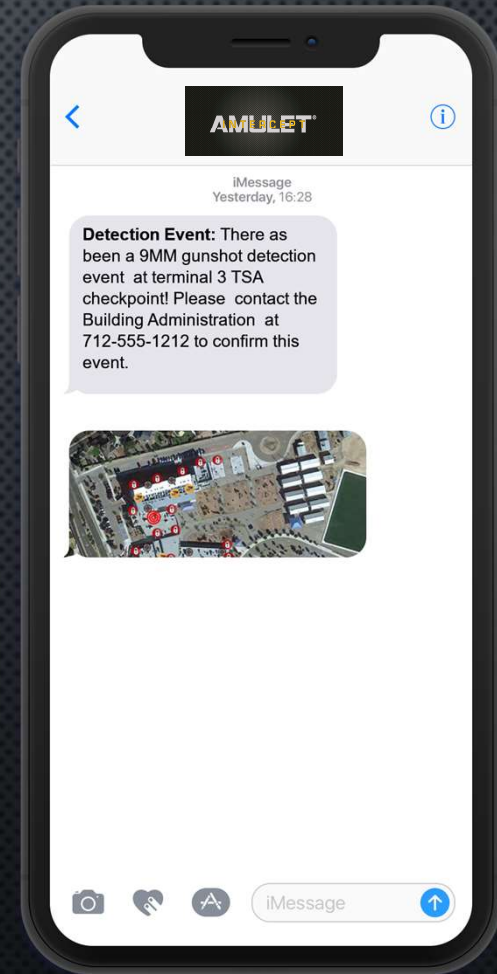 AMULET®
INTERCEPT
iMessage
Yesterday, 16:28
Detection Event: There as
been a 9MM gunshot detection
event at terminal 3 TSA
checkpoint! Please contact the
Building Administration at
712-555-1212 to confirm this
event.
iMessage